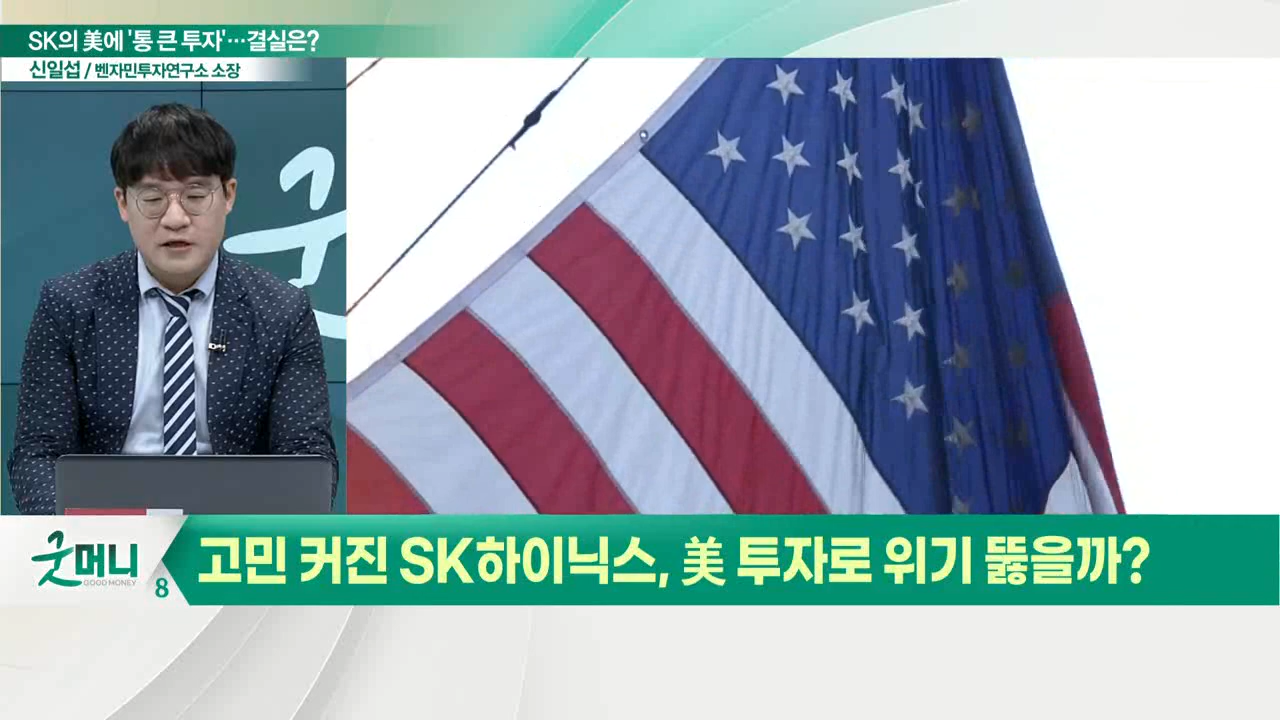 SK의 美에 '통 큰 투자'…결실은?
신일섭 / 벤자민투자연구소 소장
굿
굿머니
GOOD MONEY
8
고민 커진 SK하이닉스, 美 투자로 위기 뚫을까?